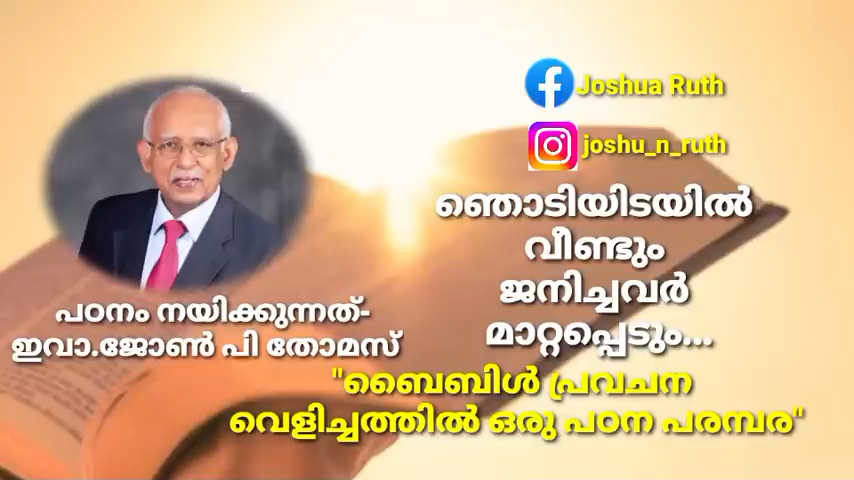 Joshua Ruth
joshu_n_ruth
ഞൊടിയിടയിൽ
വീണ്ടും
ജനിച്ചവർ
മാറ്റപ്പെടും...
പഠനം നയിക്കുന്നത്-
ഇവാ.ജോൺ പി തോമസ്
"ബൈബിൾ പ്രവചന
വെളിച്ചത്തിൽ ഒരു പഠന പരമ്പര"